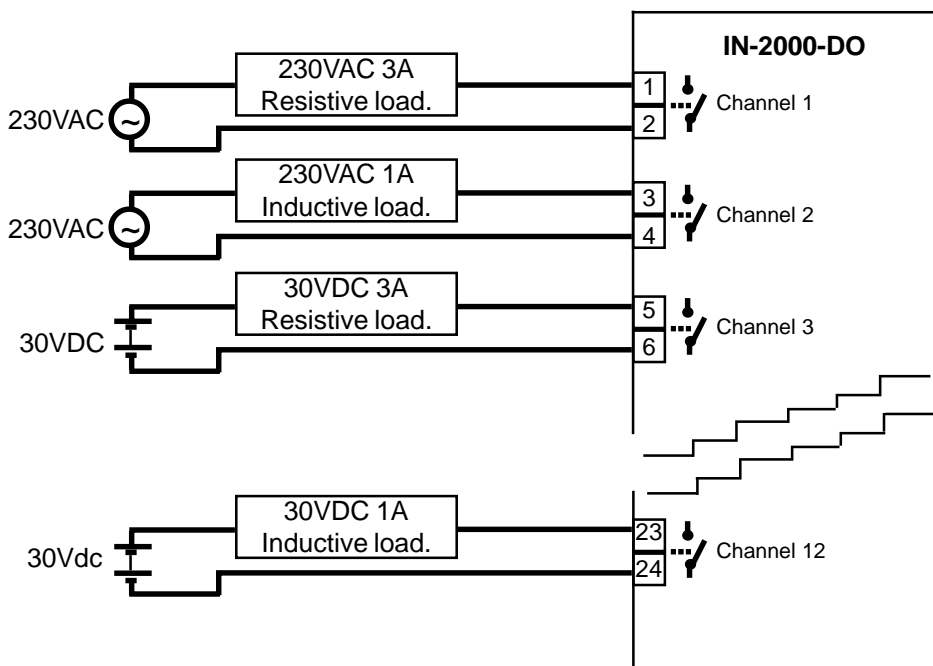 IN-2000-DO
230VAC 3A
Resistive load.
230VAC
~
1
2
Channel 1
230VAC 1A
Inductive load.
230VAC
~
3
4
Channel 2
30VDC 3A
Resistive load.
30VDC
5
6
Channel 3
30VDC 1A
Inductive load.
30Vdc
23
24
Channel 12